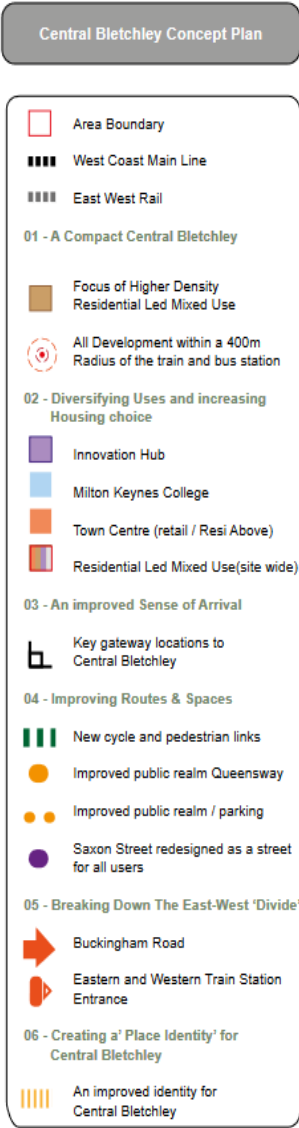 Central Bletchley Concept Plan
Area Boundary
West Coast Main Line
East West Rail
01 - A Compact Central Bletchley
Focus of Higher Density
Residential Led Mixed Use
All Development within a 400m
Radius of the train and bus station
02 - Diversifying Uses and increasing
Housing choice
Innovation Hub
Milton Keynes College
Town Centre (retail / Resi Above)
Residential Led Mixed Use(site wide)
03 - An improved Sense of Arrival
Key gateway locations to
Central Bletchley
04 - Improving Routes & Spaces
New cycle and pedestrian links
Improved public realm Queensway
Improved public realm / parking
Saxon Street redesigned as a street
for all users
05 - Breaking Down The East-West 'Divide'
Buckingham Road
Eastern and Western Train Station
Entrance
06 - Creating a' Place Identity' for
Central Bletchley
An improved identity for
Central Bletchley